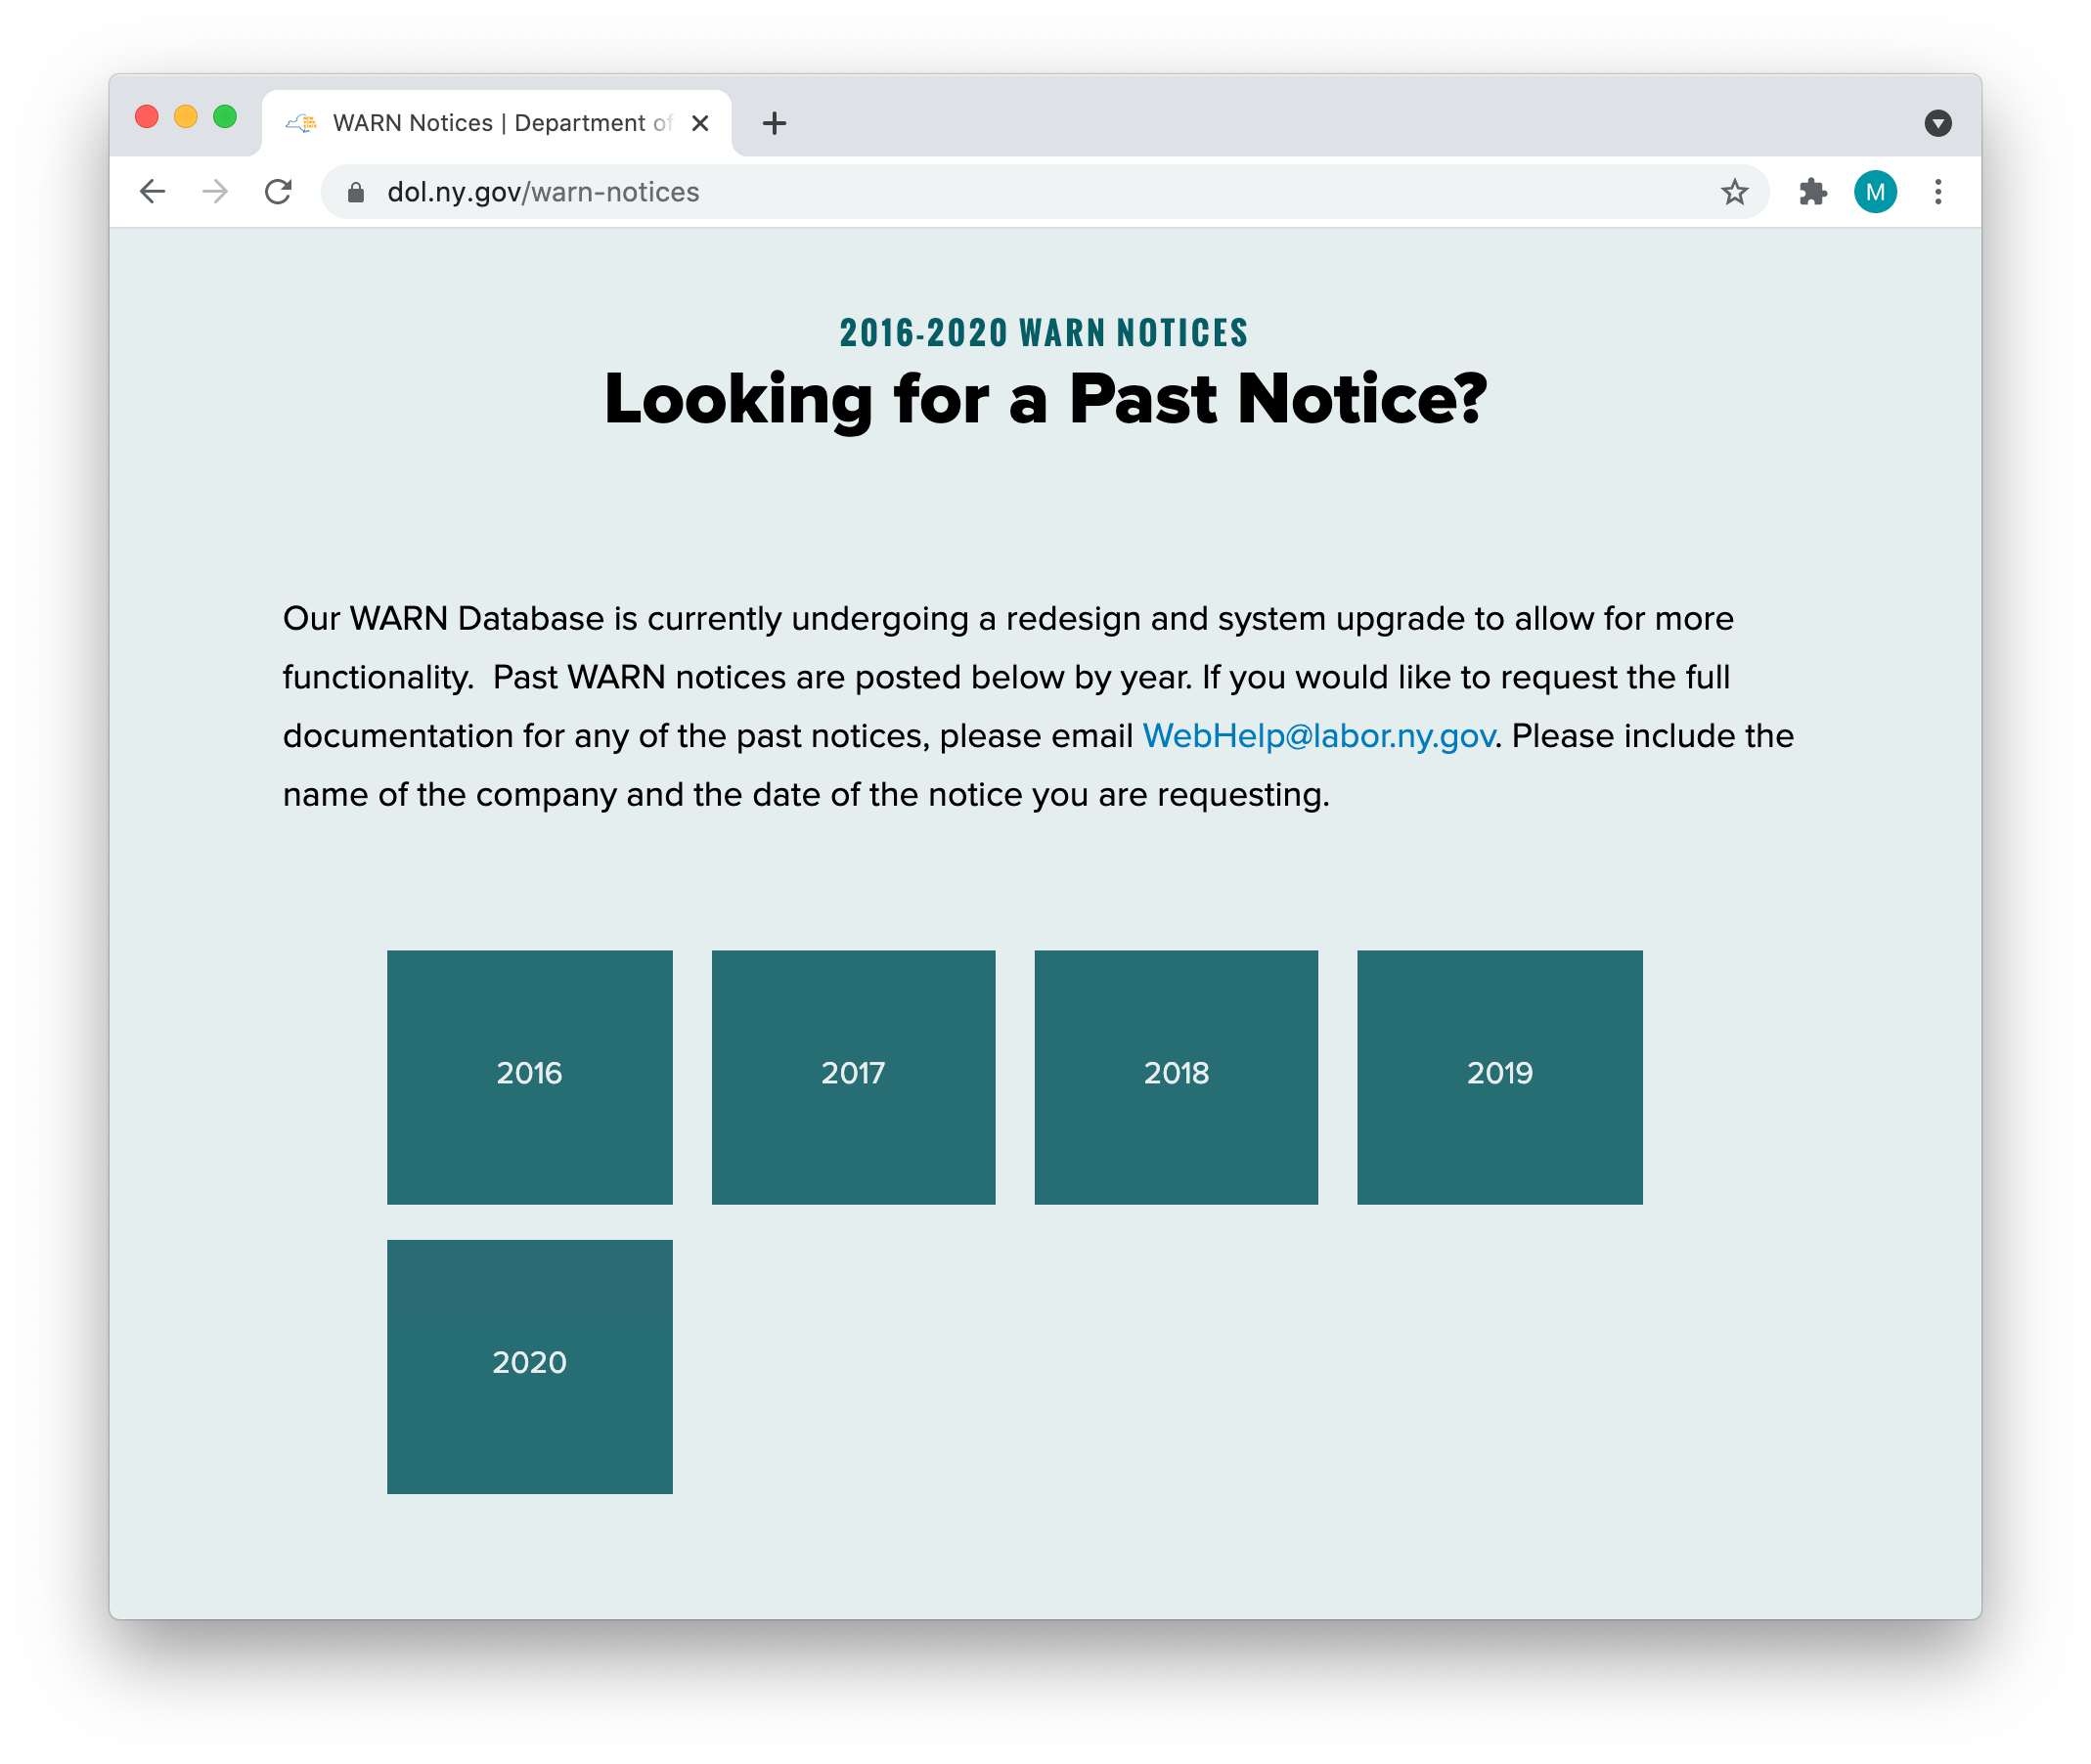 WARN Notices | Department of
dol.ny.gov/warn-notices
M
2016-2020 WARN NOTICES
Looking for a Past Notice?
Our WARN Database is currently undergoing a redesign and system upgrade to allow for more
functionality.  Past WARN notices are posted below by year. If you would like to request the full
documentation for any of the past notices, please email WebHelp@labor.ny.gov. Please include the
name of the company and the date of the notice you are requesting.
2016 2017 2018 2019
2020